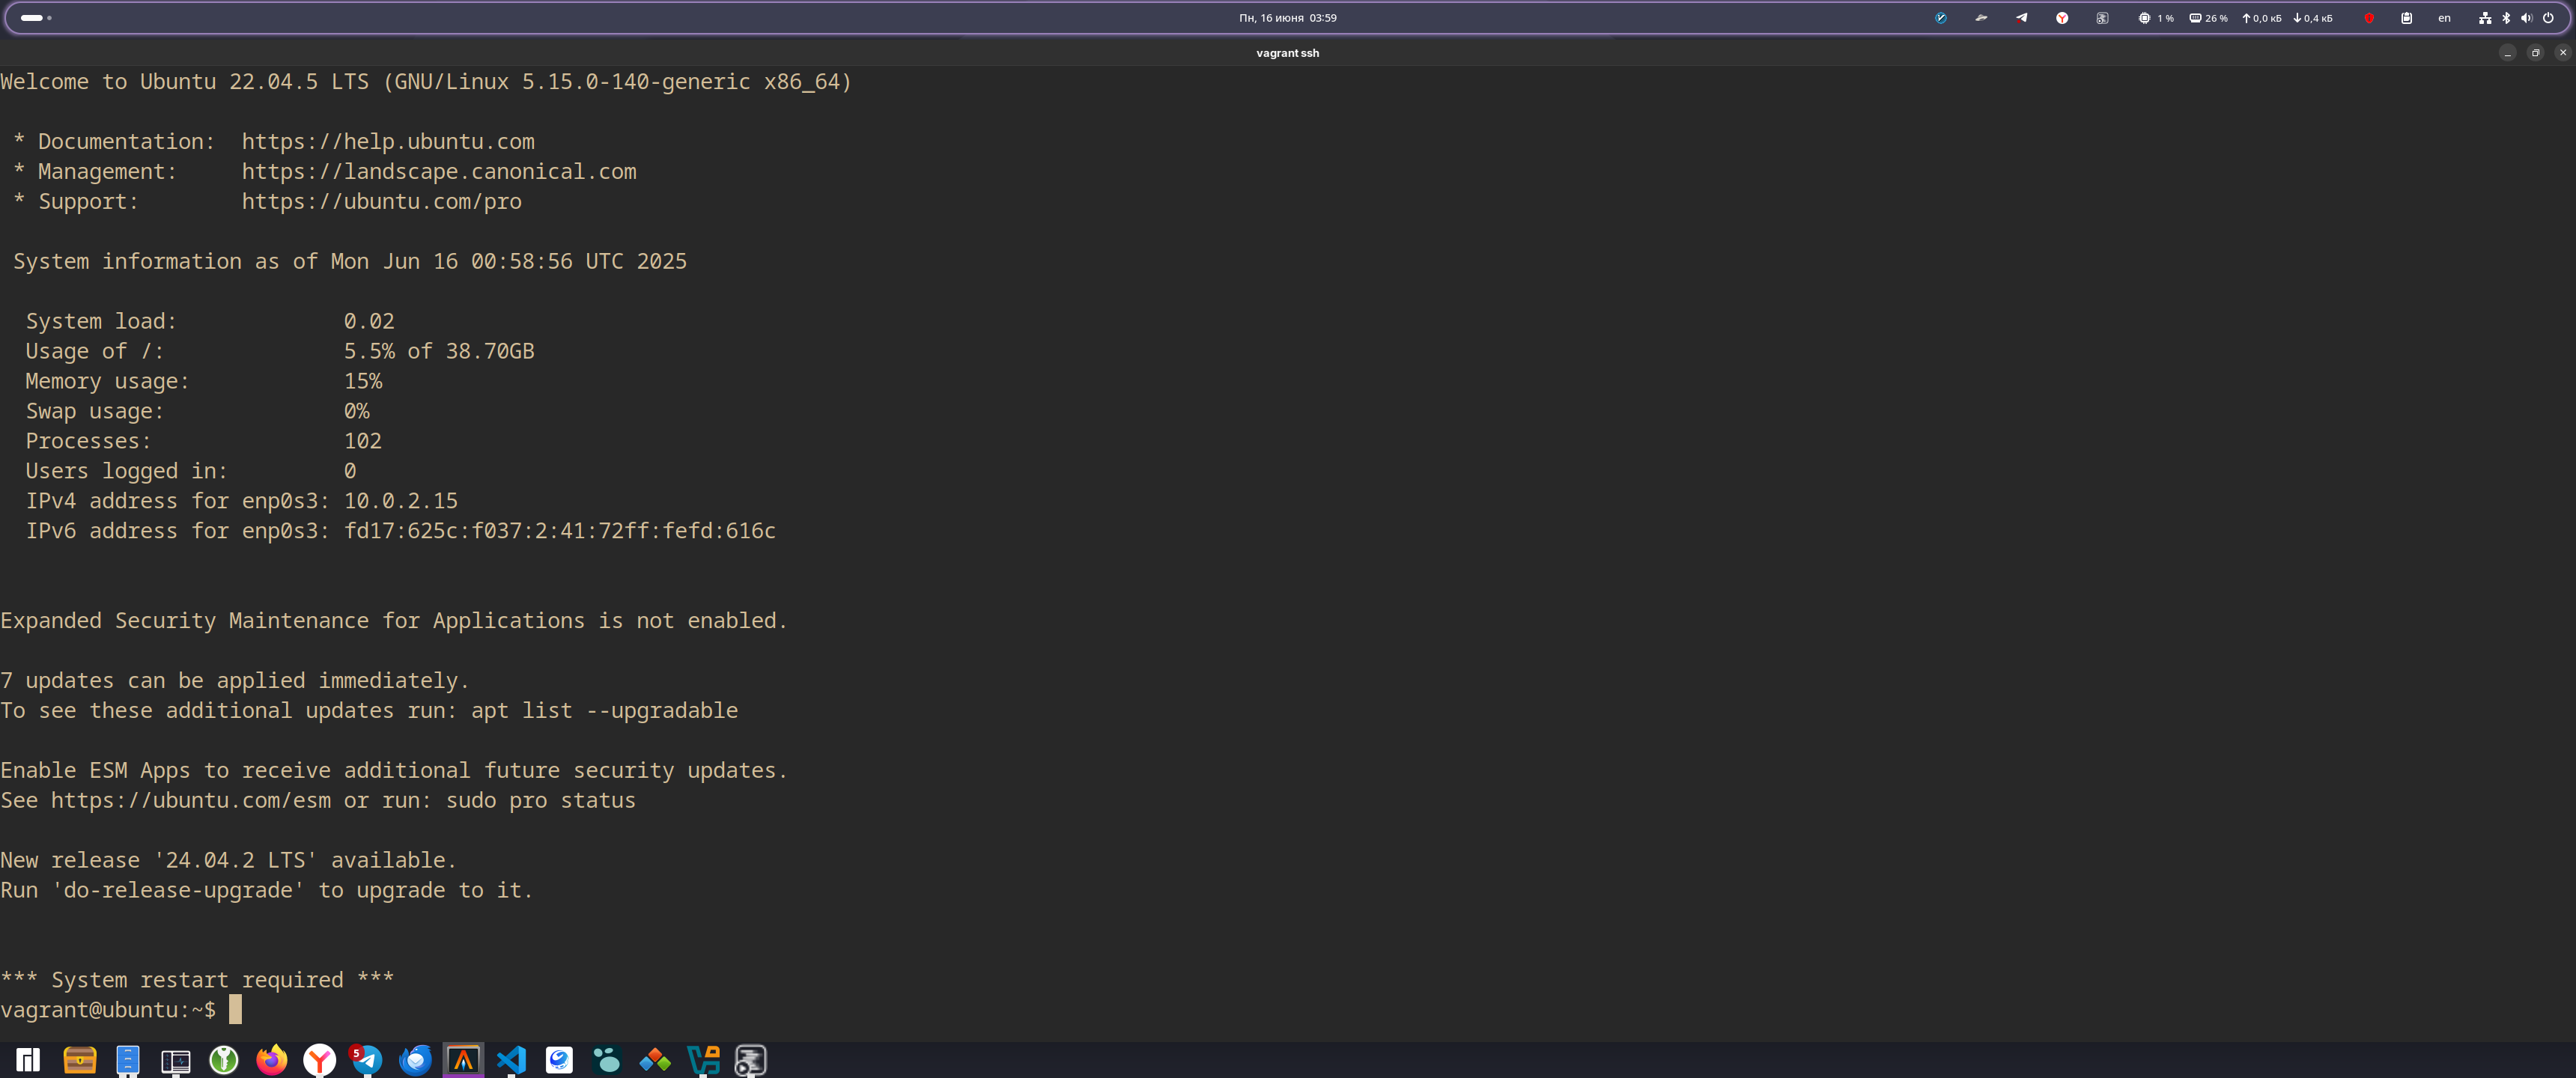 Пн, 16 июня 03:59
1 % 26 % 0,0 кБ 0,4 кБ en
vagrant ssh
Welcome to Ubuntu 22.04.5 LTS (GNU/Linux 5.15.0-140-generic x86_64)
* Documentation: https://help.ubuntu.com
* Management: https://landscape.canonical.com
* Support: https://ubuntu.com/pro
System information as of Mon Jun 16 00:58:56 UTC 2025
System load: 0.02
Usage of /: 5.5% of 38.70GB
Memory usage: 15%
Swap usage: 0%
Processes: 102
Users logged in: 0
IPv4 address for enp0s3: 10.0.2.15
IPv6 address for enp0s3: fd17:625c:f037:2:41:72ff:fefd:616c
Expanded Security Maintenance for Applications is not enabled.
7 updates can be applied immediately.
To see these additional updates run: apt list --upgradable
Enable ESM Apps to receive additional future security updates.
See https://ubuntu.com/esm or run: sudo pro status
New release '24.04.2 LTS' available.
Run 'do-release-upgrade' to upgrade to it.
*** System restart required ***
vagrant@ubuntu:~$
5